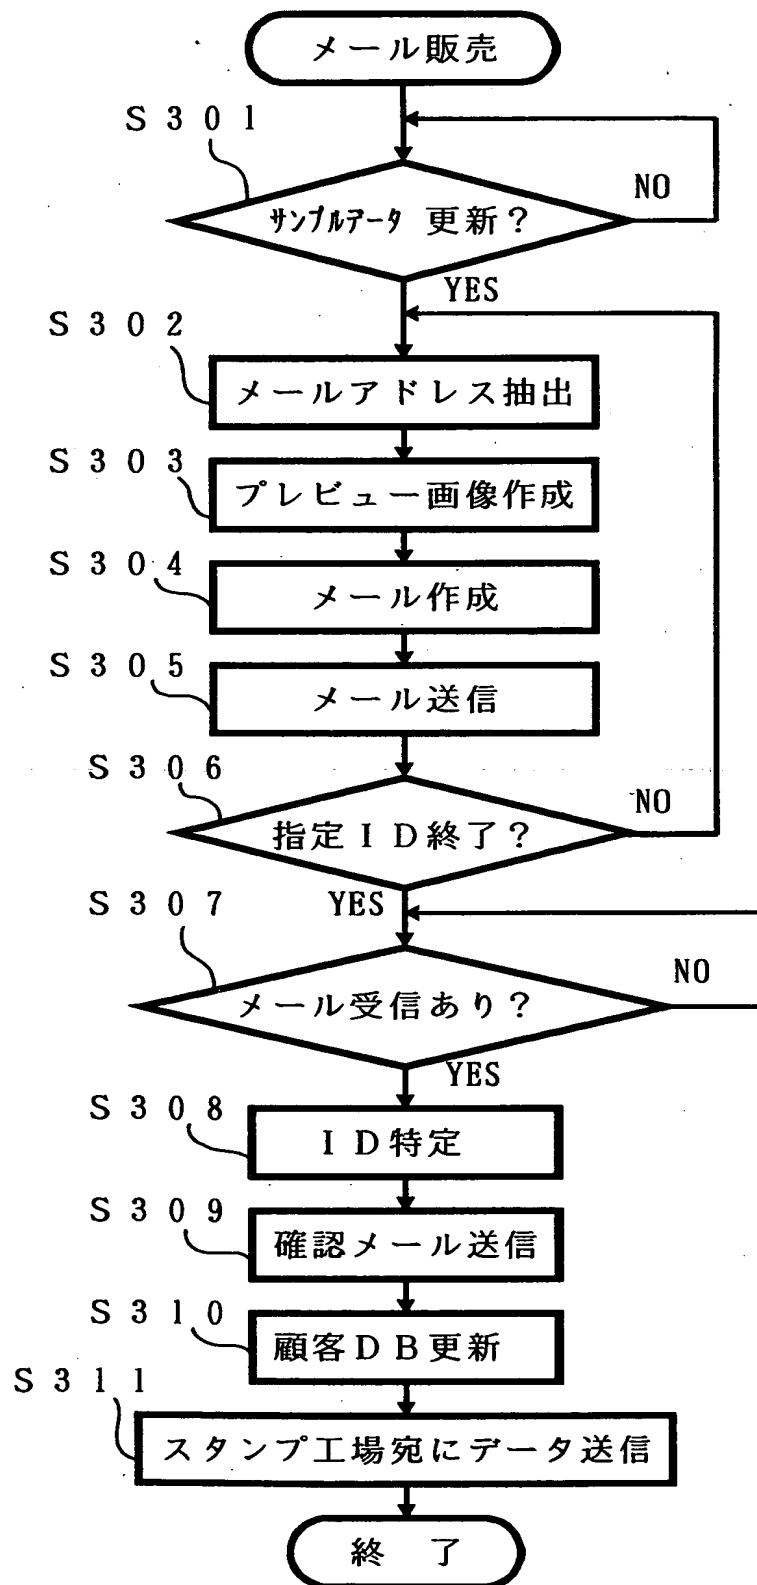 メール販売
S301
サンプルデータ 更新?
NO
YES
S302
メールアドレス抽出
S303
プレビュー画像作成
S304
メール作成
S305
メール送信
S306
指定ID終了?
NO
YES
S307
メール受信あり?
NO
YES
S308
ID特定
S309
確認メール送信
S310
顧客DB更新
S311
スタンプ工場宛にデータ送信
終 了